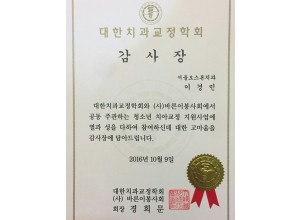 대한치과교정학회
감 사 장
서울보스톤치과
이 경 민
대한치과교정학회와 (사)바른이봉사회에서
공동 주관하는 청소년 치아교정 지원사업에
열과 성을 다하여 참여하신데 대한 고마움을
감사장에 담아드립니다.
2016년 10월 9일
대한치과교정학회
(사) 바른이봉사회
회장 경 희 문